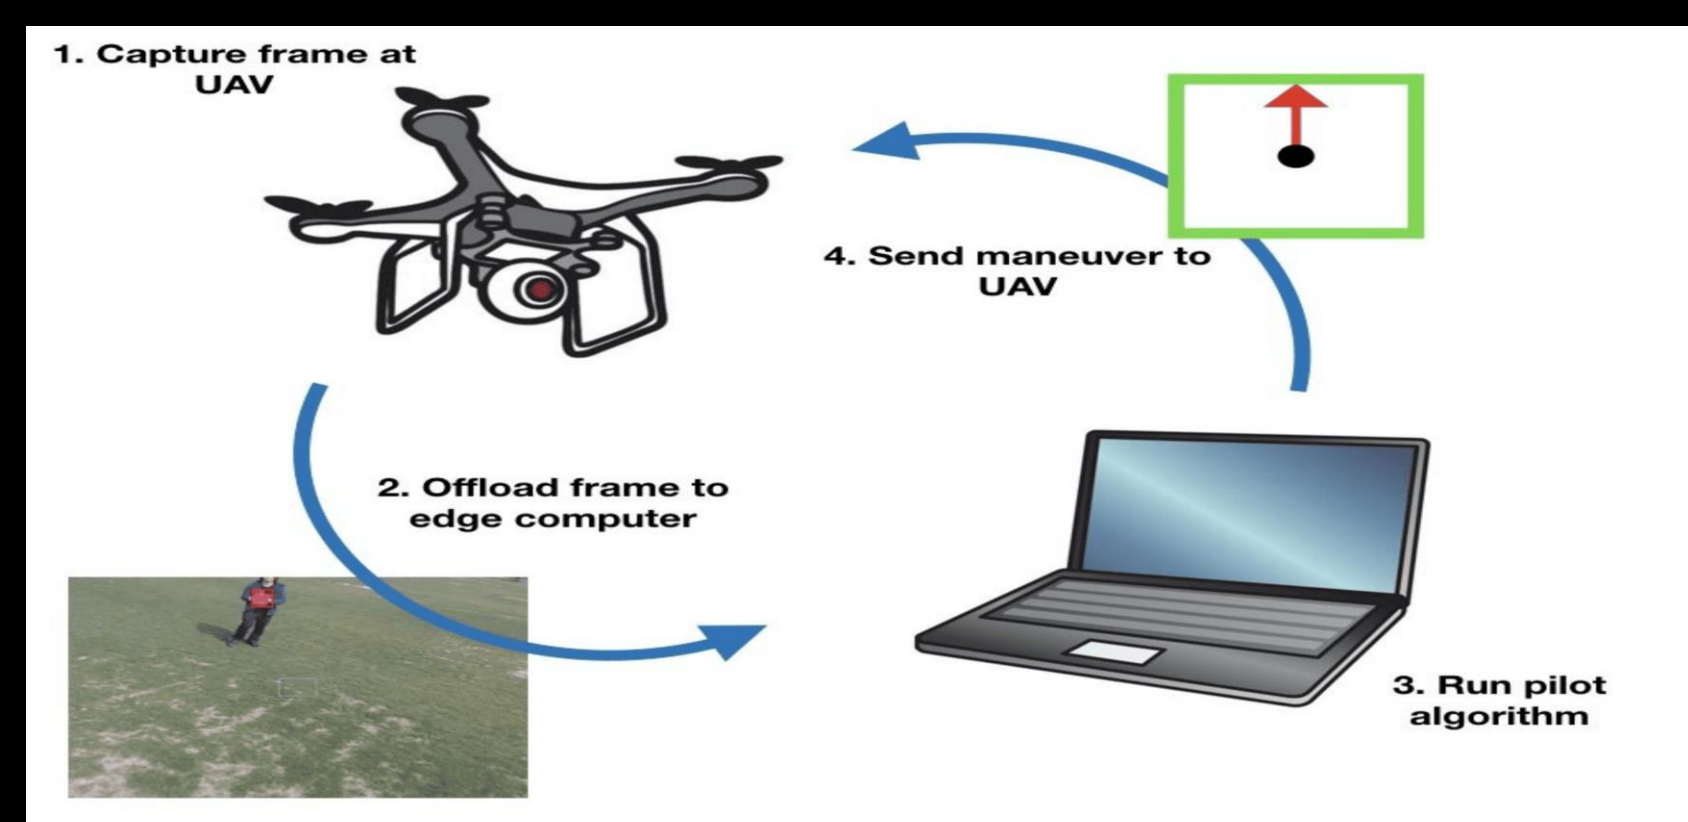 1. Capture frame at
UAV
4. Send maneuver to
UAV
2. Offload frame to
edge computer
3. Run pilot
algorithm